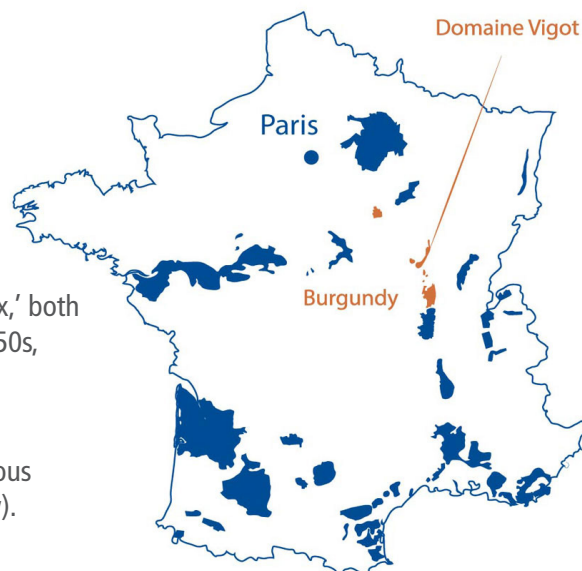 Domaine Vigot
Paris
Burgundy
x,’ both
50s,
ous
).